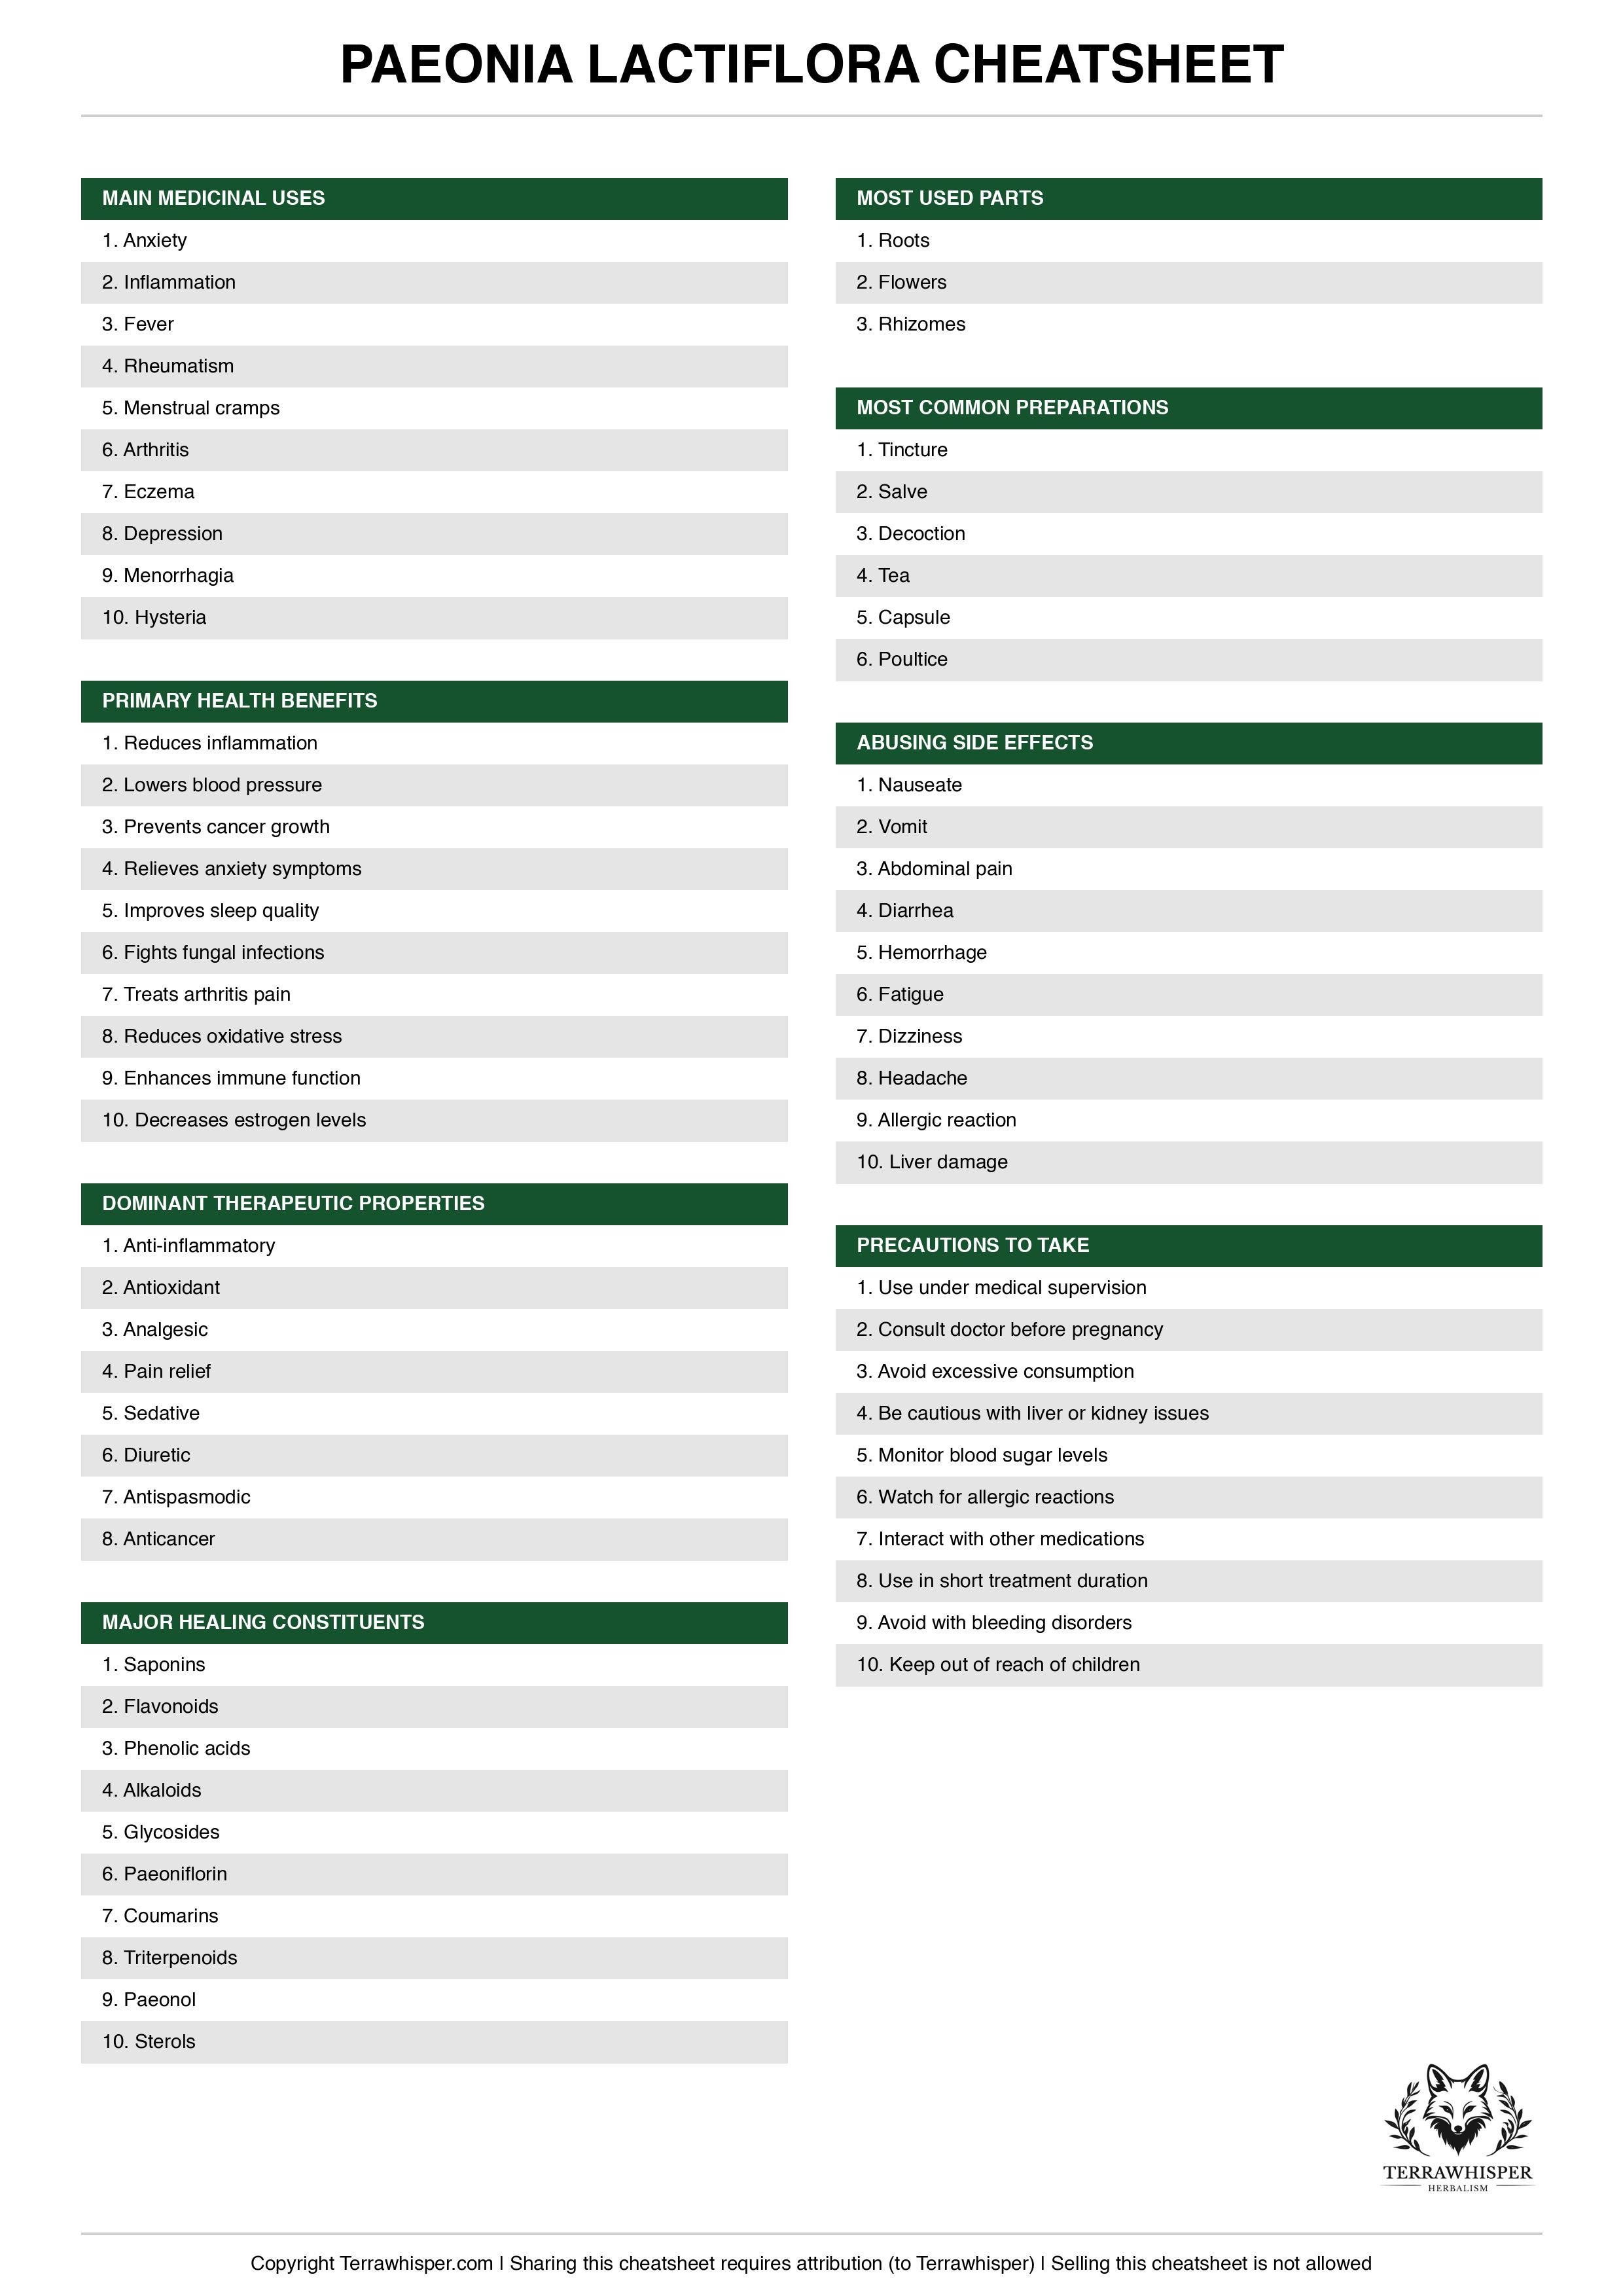 PAEONIA LACTIFLORA CHEATSHEET
MAIN MEDICINAL USES
1. Anxiety
2. Inflammation
3. Fever
4. Rheumatism
5. Menstrual cramps
6. Arthritis
7. Eczema
8. Depression
9. Menorrhagia
10. Hysteria
PRIMARY HEALTH BENEFITS
1. Reduces inflammation
2. Lowers blood pressure
3. Prevents cancer growth
4. Relieves anxiety symptoms
5. Improves sleep quality
6. Fights fungal infections
7. Treats arthritis pain
8. Reduces oxidative stress
9. Enhances immune function
10. Decreases estrogen levels
DOMINANT THERAPEUTIC PROPERTIES
1. Anti-inflammatory
2. Antioxidant
3. Analgesic
4. Pain relief
5. Sedative
6. Diuretic
7. Antispasmodic
8. Anticancer
MAJOR HEALING CONSTITUENTS
1. Saponins
2. Flavonoids
3. Phenolic acids
4. Alkaloids
5. Glycosides
6. Paeoniflorin
7. Coumarins
8. Triterpenoids
9. Paeonol
10. Sterols
MOST USED PARTS
1. Roots
2. Flowers
3. Rhizomes
MOST COMMON PREPARATIONS
1. Tincture
2. Salve
3. Decoction
4. Tea
5. Capsule
6. Poultice
ABUSING SIDE EFFECTS
1. Nauseate
2. Vomit
3. Abdominal pain
4. Diarrhea
5. Hemorrhage
6. Fatigue
7. Dizziness
8. Headache
9. Allergic reaction
10. Liver damage
PRECAUTIONS TO TAKE
1. Use under medical supervision
2. Consult doctor before pregnancy
3. Avoid excessive consumption
4. Be cautious with liver or kidney issues
5. Monitor blood sugar levels
6. Watch for allergic reactions
7. Interact with other medications
8. Use in short treatment duration
9. Avoid with bleeding disorders
10. Keep out of reach of children
TERRAWHISPER
HERBALISM
Copyright Terrawhisper.com | Sharing this cheatsheet requires attribution (to Terrawhisper) | Selling this cheatsheet is not allowed